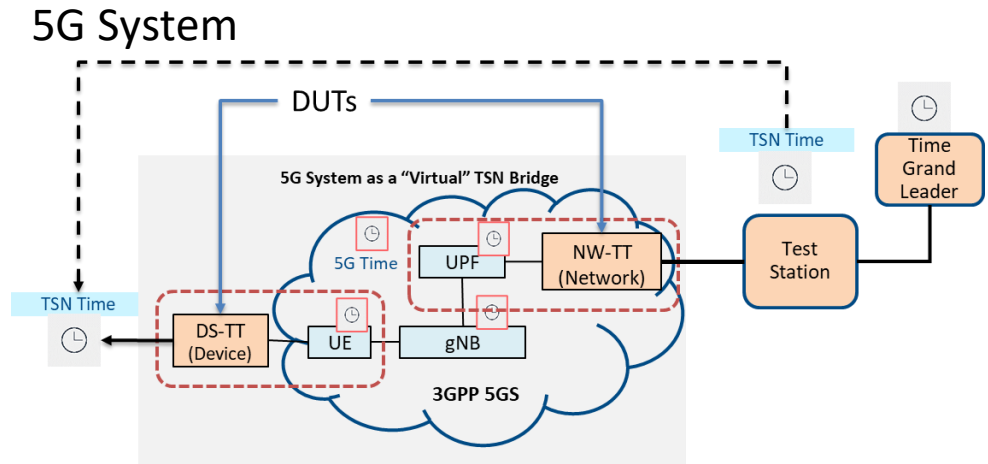 5G System
DUTs
TSN Time
Time
Grand
Leader
5G System as a “Virtual” TSN Bridge
5G Time
UPF
NW-TT
(Network)
Test
Station
TSN Time
DS-TT
(Device)
UE
gNB
3GPP 5GS